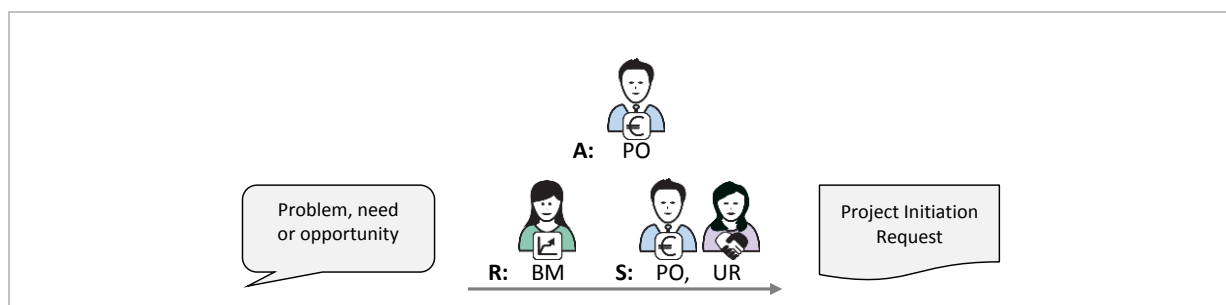 A: PO
Problem, need
or opportunity
R: BM S: PO, UR
Project Initiation
Request